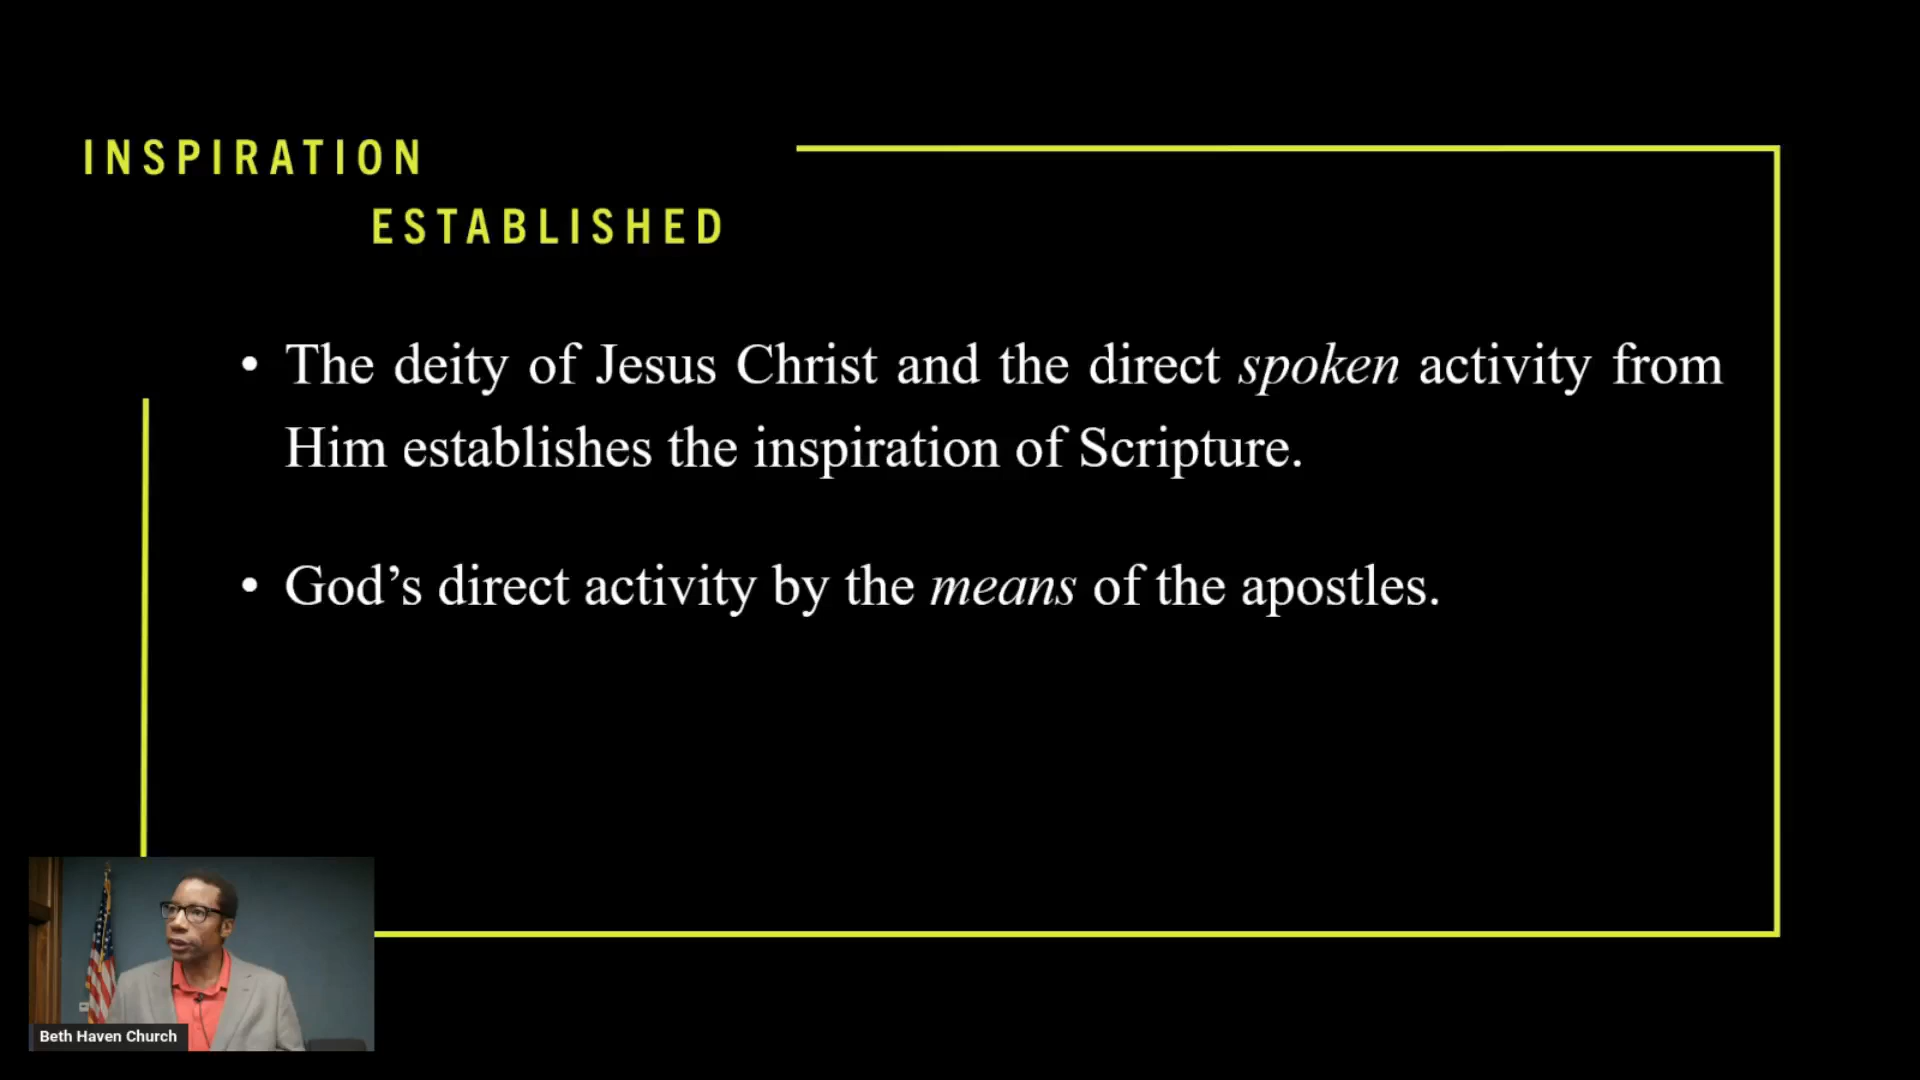 INSPIRATION
ESTABLISHED
• The deity of Jesus Christ and the direct spoken activity from
Him establishes the inspiration of Scripture.
• God’s direct activity by the means of the apostles.
Beth Haven Church